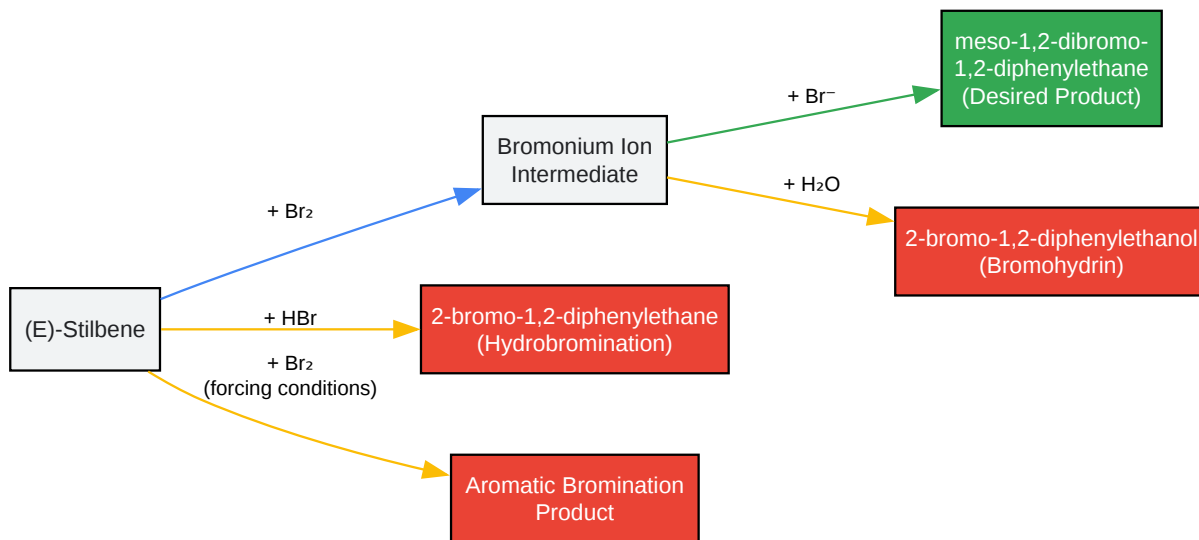 meso-1,2-dibromo-
1,2-diphenylethane
(Desired Product)
+ Br⁻
Bromonium Ion
Intermediate
+ H₂O
+ Br₂
2-bromo-1,2-diphenylethanol
(Bromohydrin)
(E)-Stilbene
+ HBr
2-bromo-1,2-diphenylethane
(Hydrobromination)
+ Br₂
(forcing conditions)
Aromatic Bromination
Product